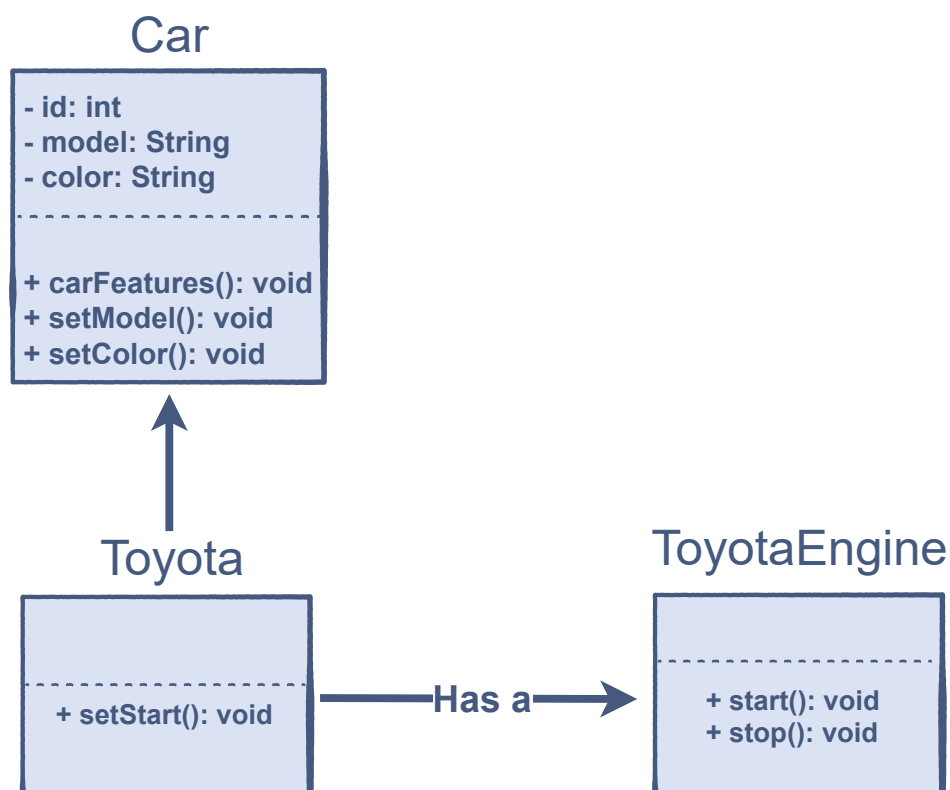 Car
- id: int
- model: String
- color: String
+ carFeatures(): void
+ setModel(): void
+ setColor(): void
Toyota
+ setStart(): void
Has a
ToyotaEngine
+ start(): void
+ stop(): void